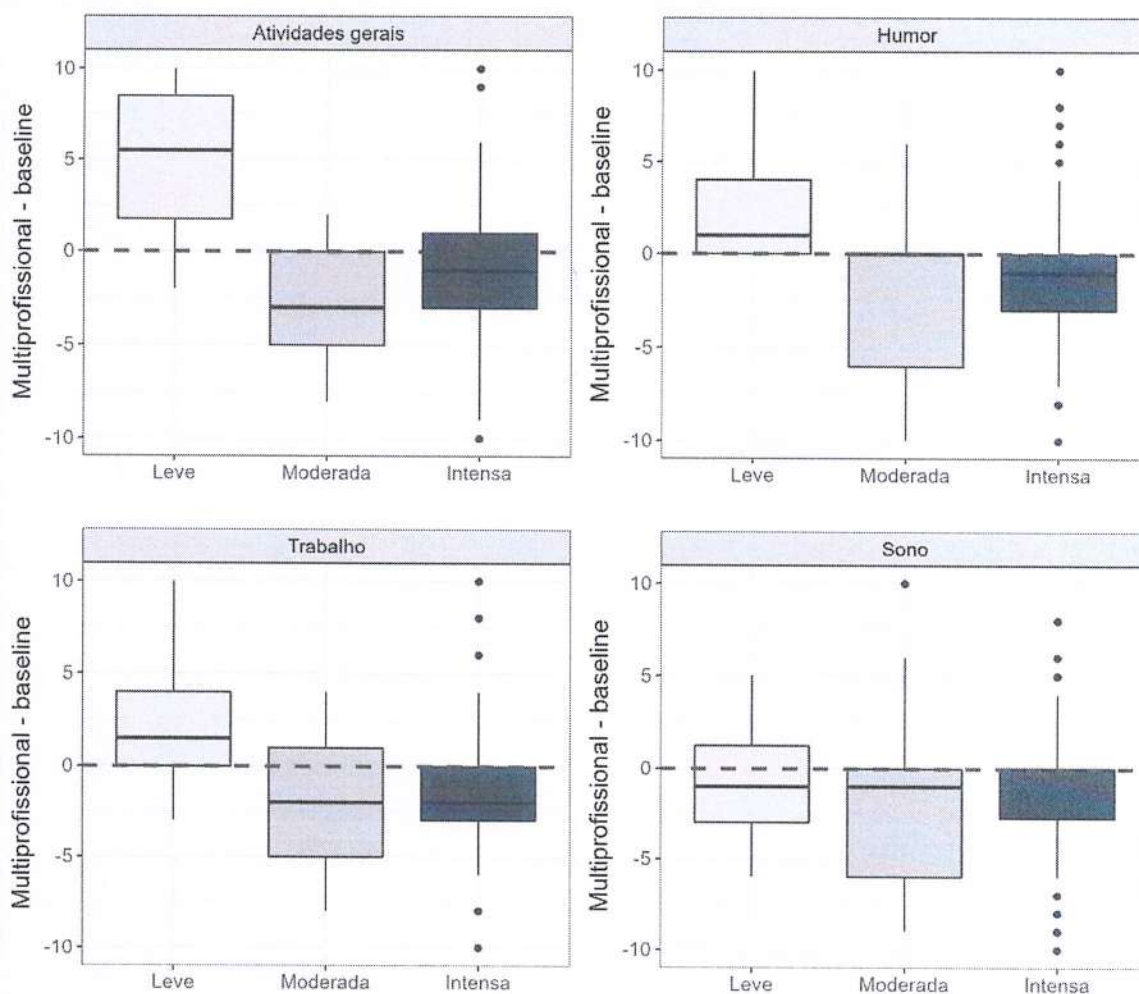 Atividades gerais
Multiprofissional - baseline
10
5
0
-5
-10
Leve Moderada Intensa
Humor
Multiprofissional - baseline
10
5
0
-5
-10
Leve Moderada Intensa
Trabalho
Multiprofissional - baseline
10
5
0
-5
-10
Leve Moderada Intensa
Sono
Multiprofissional - baseline
10
5
0
-5
-10
Leve Moderada Intensa